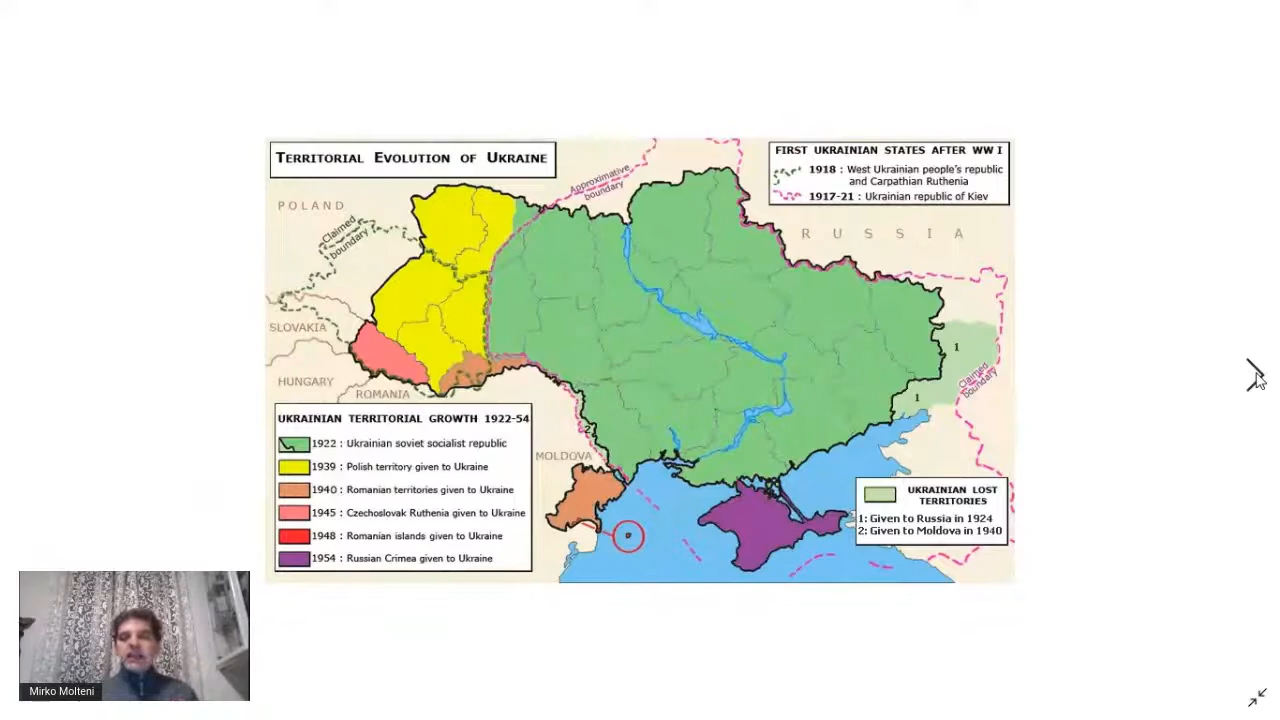 TERRITORIAL EVOLUTION OF UKRAINE
FIRST UKRAINIAN STATES AFTER WW I
1918 : West Ukrainian people's republic
and Carpathian Ruthenia
1917-21 : Ukrainian republic of Kiev
Approximative
boundary
POLAND
Claimed
boundary
RUSSIA
SLOVAKIA
HUNGARY
ROMANIA
1
1
Claimed
boundary
2
MOLDOVA
UKRAINIAN TERRITORIAL GROWTH 1922-54
1922 : Ukrainian soviet socialist republic
1939 : Polish territory given to Ukraine
1940 : Romanian territories given to Ukraine
1945 : Czechoslovak Ruthenia given to Ukraine
1948 : Romanian islands given to Ukraine
1954 : Russian Crimea given to Ukraine
UKRAINIAN LOST
TERRITORIES
1: Given to Russia in 1924
2: Given to Moldova in 1940
Mirko Molteni